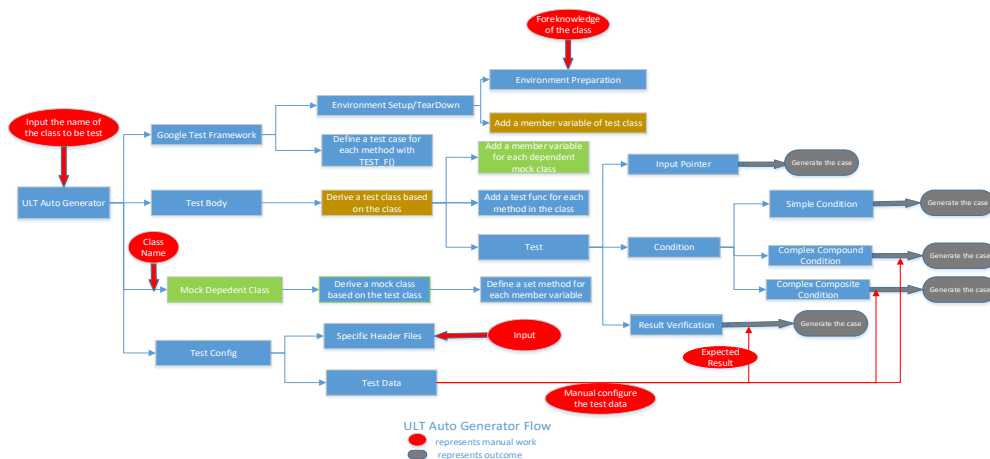 Foreknowledge
of the class
Environment Preparation
Input the name of
the class to be test
Environment Setup/TearDown
Google Test Framework
Add a member variable of test class
Define a test case for
each method with
TEST_F()
Add a member variable
for each dependent
mock class
Input Pointer
Generate the case
ULT Auto Generator
Test Body
Derive a test class based
on the class
Add a test func for each
method in the class
Simple Condition
Generate the case
Class
Name
Test
Condition
Complex Compound
Condition
Generate the case
Mock Depedent Class
Derive a mock class
based on the test class
Define a set method for
each member variable
Complex Composite
Condition
Generate the case
Specific Header Files
Input
Result Verification
Generate the case
Test Config
Expected
Result
Test Data
Manual configure
the test data
ULT Auto Generator Flow
represents manual work
represents outcome